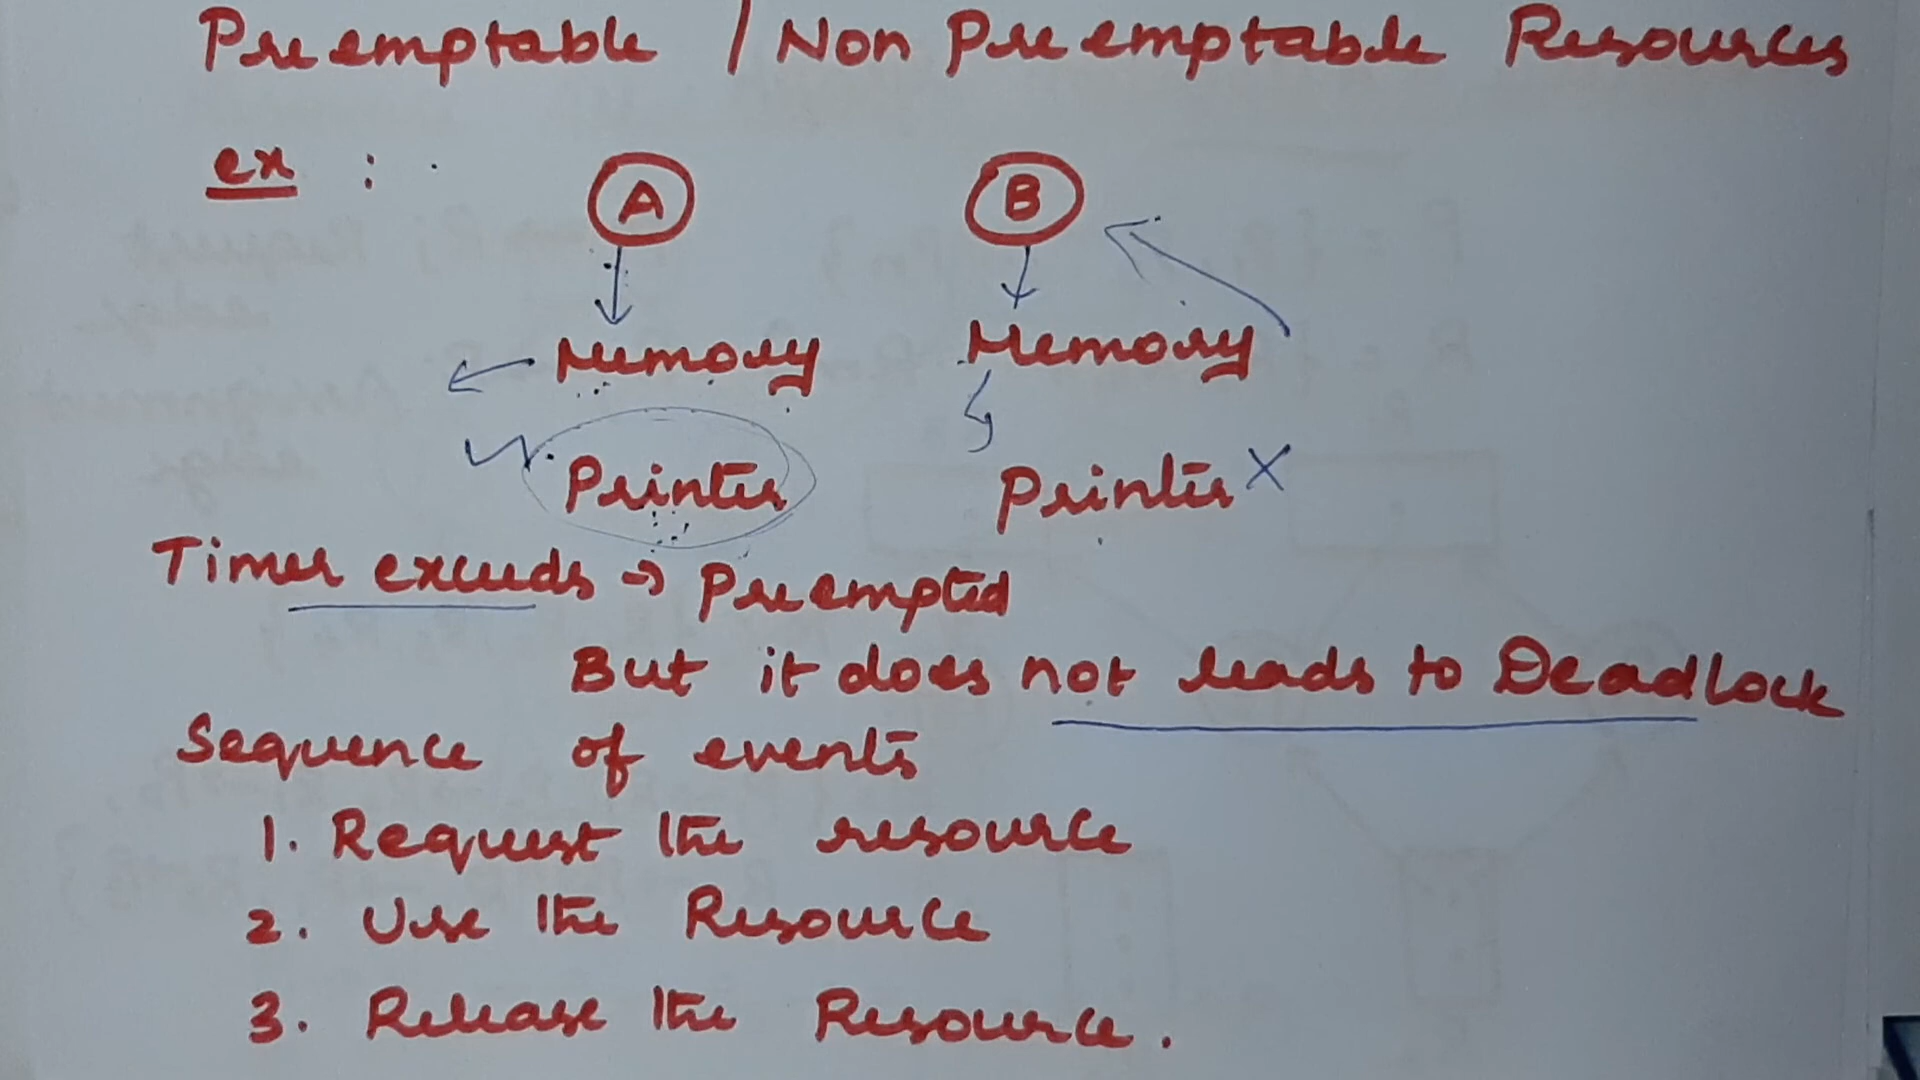 Preemptable / Non Preemptable Resources
ex :
A B
Memory Memory
Printer Printer X
Timer exceeds → Preempted
But it does not leads to Deadlock
Sequence of events
1. Request the resource
2. Use the Resource
3. Release the Resource.